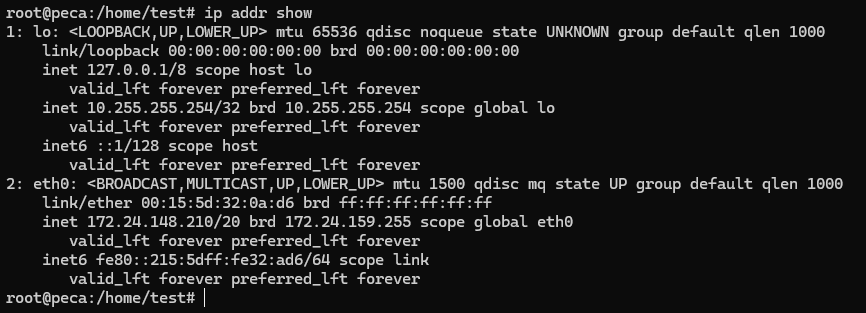 root@peca:/home/test# ip addr show
1: lo: <LOOPBACK,UP,LOWER_UP> mtu 65536 qdisc noqueue state UNKNOWN group default qlen 1000
    link/loopback 00:00:00:00:00:00 brd 00:00:00:00:00:00
    inet 127.0.0.1/8 scope host lo
       valid_lft forever preferred_lft forever
    inet 10.255.255.254/32 brd 10.255.255.254 scope global lo
       valid_lft forever preferred_lft forever
    inet6 ::1/128 scope host
       valid_lft forever preferred_lft forever
2: eth0: <BROADCAST,MULTICAST,UP,LOWER_UP> mtu 1500 qdisc mq state UP group default qlen 1000
    link/ether 00:15:5d:32:0a:d6 brd ff:ff:ff:ff:ff:ff
    inet 172.24.148.210/20 brd 172.24.159.255 scope global eth0
       valid_lft forever preferred_lft forever
    inet6 fe80::215:5dff:fe32:ad6/64 scope link
       valid_lft forever preferred_lft forever
root@peca:/home/test#